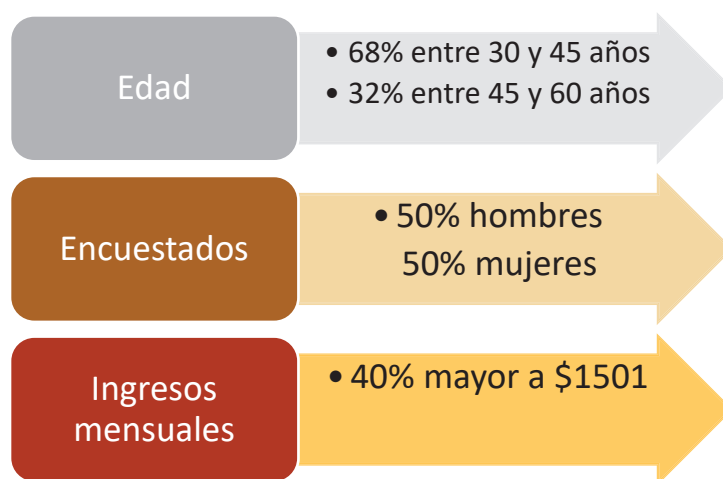 Edad
• 68% entre 30 y 45 años
• 32% entre 45 y 60 años
Encuestados
• 50% hombres
50% mujeres
Ingresos
mensuales
• 40% mayor a $1501